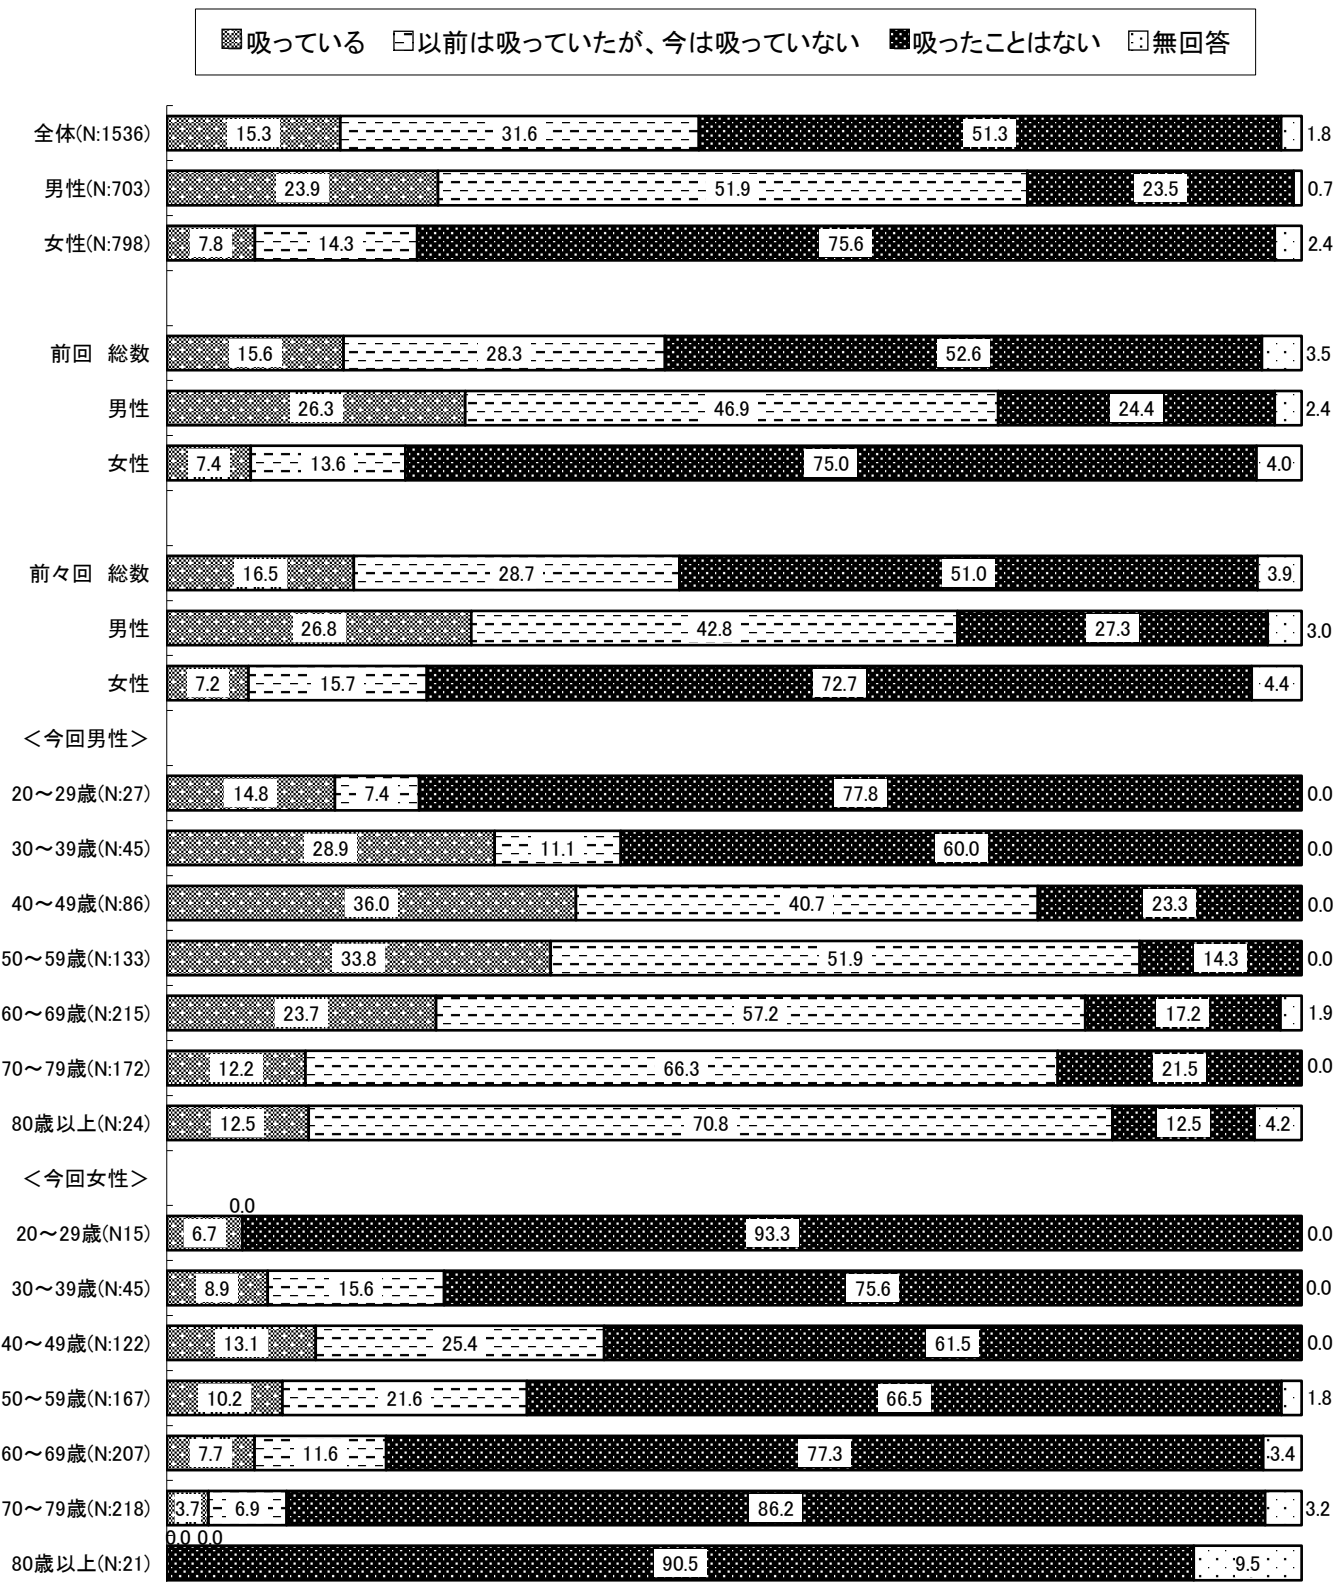 吸っている 以前は吸っていたが、今は吸っていない 吸ったことはない 無回答
全体(N:1536) 15.3 31.6 51.3 1.8
男性(N:703) 23.9 51.9 23.5 0.7
女性(N:798) 7.8 14.3 75.6 2.4
前回　総数 15.6 28.3 52.6 3.5
男性 26.3 46.9 24.4 2.4
女性 7.4 13.6 75.0 4.0
前々回　総数 16.5 28.7 51.0 3.9
男性 26.8 42.8 27.3 3.0
女性 7.2 15.7 72.7 4.4
＜今回男性＞
20～29歳(N:27) 14.8 7.4 77.8 0.0
30～39歳(N:45) 28.9 11.1 60.0 0.0
40～49歳(N:86) 36.0 40.7 23.3 0.0
50～59歳(N:133) 33.8 51.9 14.3 0.0
60～69歳(N:215) 23.7 57.2 17.2 1.9
70～79歳(N:172) 12.2 66.3 21.5 0.0
80歳以上(N:24) 12.5 70.8 12.5 4.2
＜今回女性＞
0.0
20～29歳(N15) 6.7 93.3 0.0
30～39歳(N:45) 8.9 15.6 75.6 0.0
40～49歳(N:122) 13.1 25.4 61.5 0.0
50～59歳(N:167) 10.2 21.6 66.5 1.8
60～69歳(N:207) 7.7 11.6 77.3 3.4
70～79歳(N:218) 3.7 6.9 86.2 3.2
0.0 0.0
80歳以上(N:21) 90.5 9.5